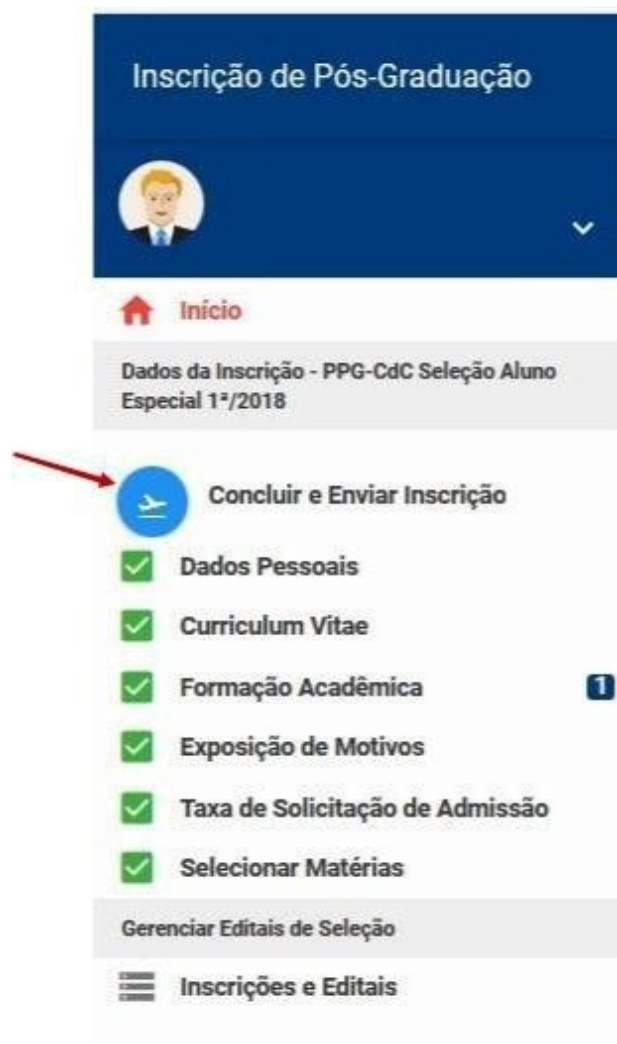 Inscrição de Pós-Graduação
Início
Dados da Inscrição - PPG-CdC Seleção Aluno
Especial 1ª/2018
Concluir e Enviar Inscrição
Dados Pessoais
Curriculum Vitae
Formação Acadêmica 1
Exposição de Motivos
Taxa de Solicitação de Admissão
Selecionar Matérias
Gerenciar Editais de Seleção
Inscrições e Editais